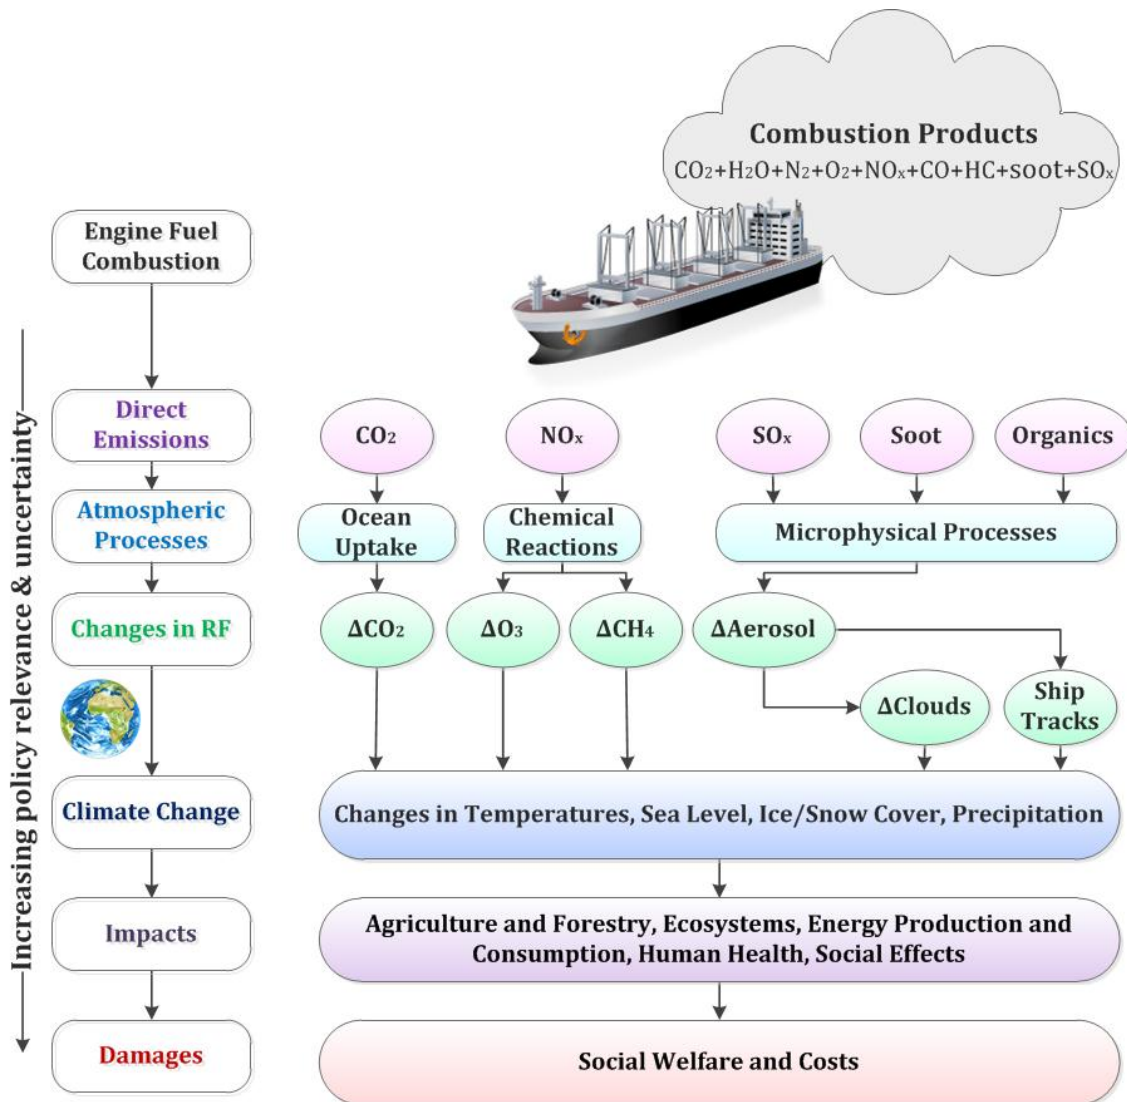 Combustion Products
CO₂+H₂O+N₂+O₂+NOₓ+CO+HC+soot+SOₓ
Engine Fuel
Combustion
Increasing policy relevance & uncertainty
Direct
Emissions
CO₂
NOₓ
SOₓ
Soot
Organics
Atmospheric
Processes
Ocean
Uptake
Chemical
Reactions
Microphysical Processes
Changes in RF
ΔCO₂
ΔO₃
ΔCH₄
ΔAerosol
ΔClouds
Ship
Tracks
Climate Change
Changes in Temperatures, Sea Level, Ice/Snow Cover, Precipitation
Impacts
Agriculture and Forestry, Ecosystems, Energy Production and
Consumption, Human Health, Social Effects
Damages
Social Welfare and Costs